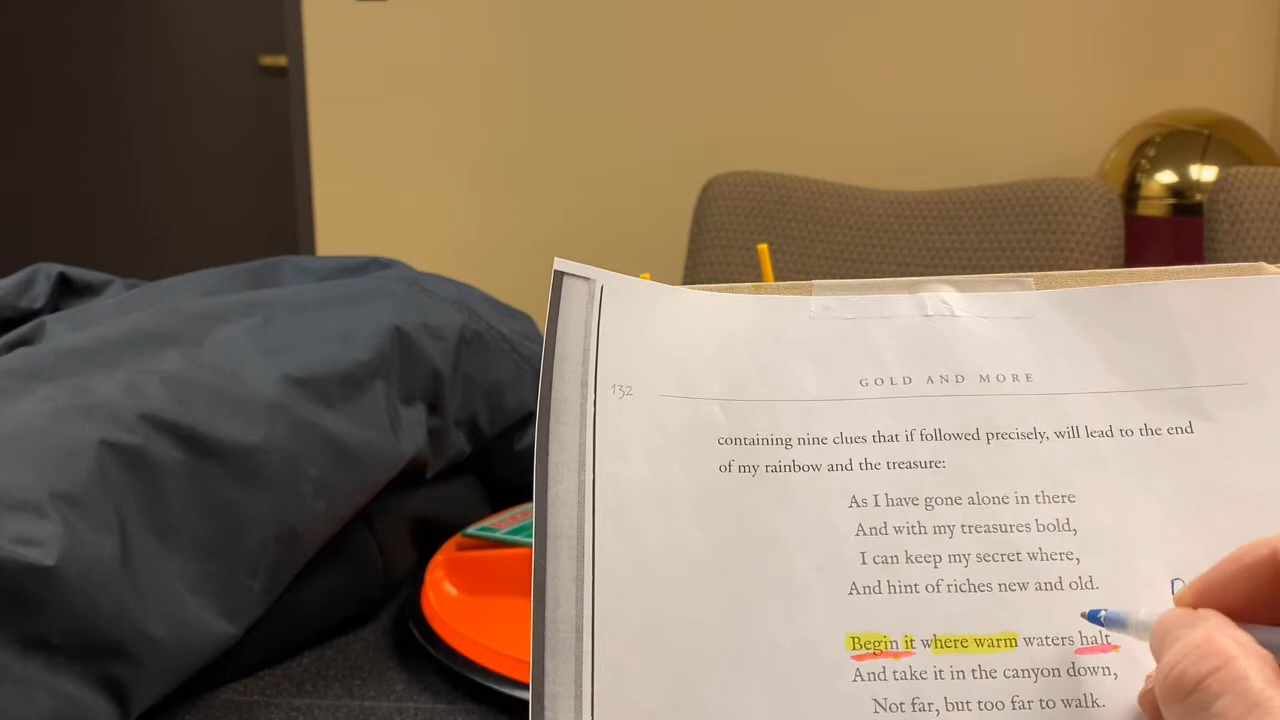 132
GOLD AND MORE
containing nine clues that if followed precisely, will lead to the end
of my rainbow and the treasure:
As I have gone alone in there
And with my treasures bold,
I can keep my secret where,
And hint of riches new and old.
Begin it where warm waters halt
And take it in the canyon down,
Not far, but too far to walk.